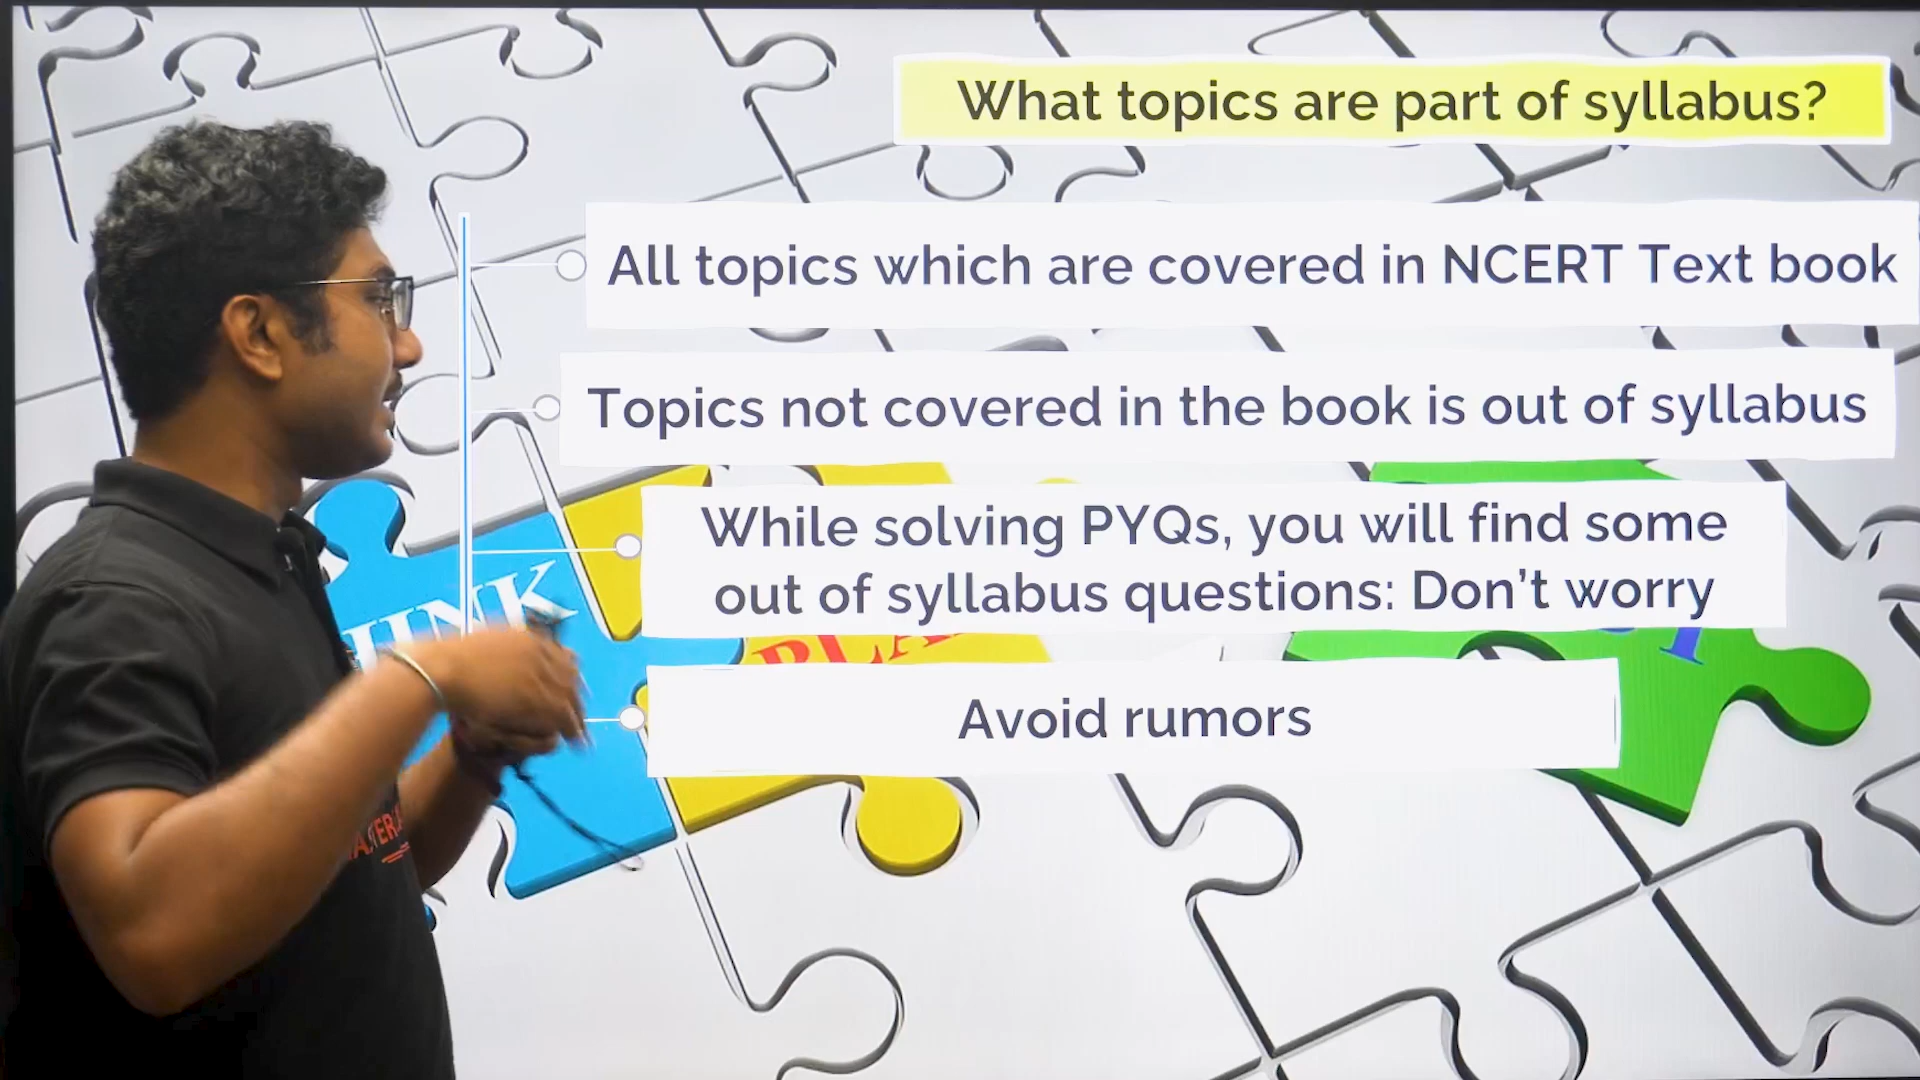 What topics are part of syllabus?
All topics which are covered in NCERT Text book
Topics not covered in the book is out of syllabus
While solving PYQs, you will find some
out of syllabus questions: Don't worry
Avoid rumors